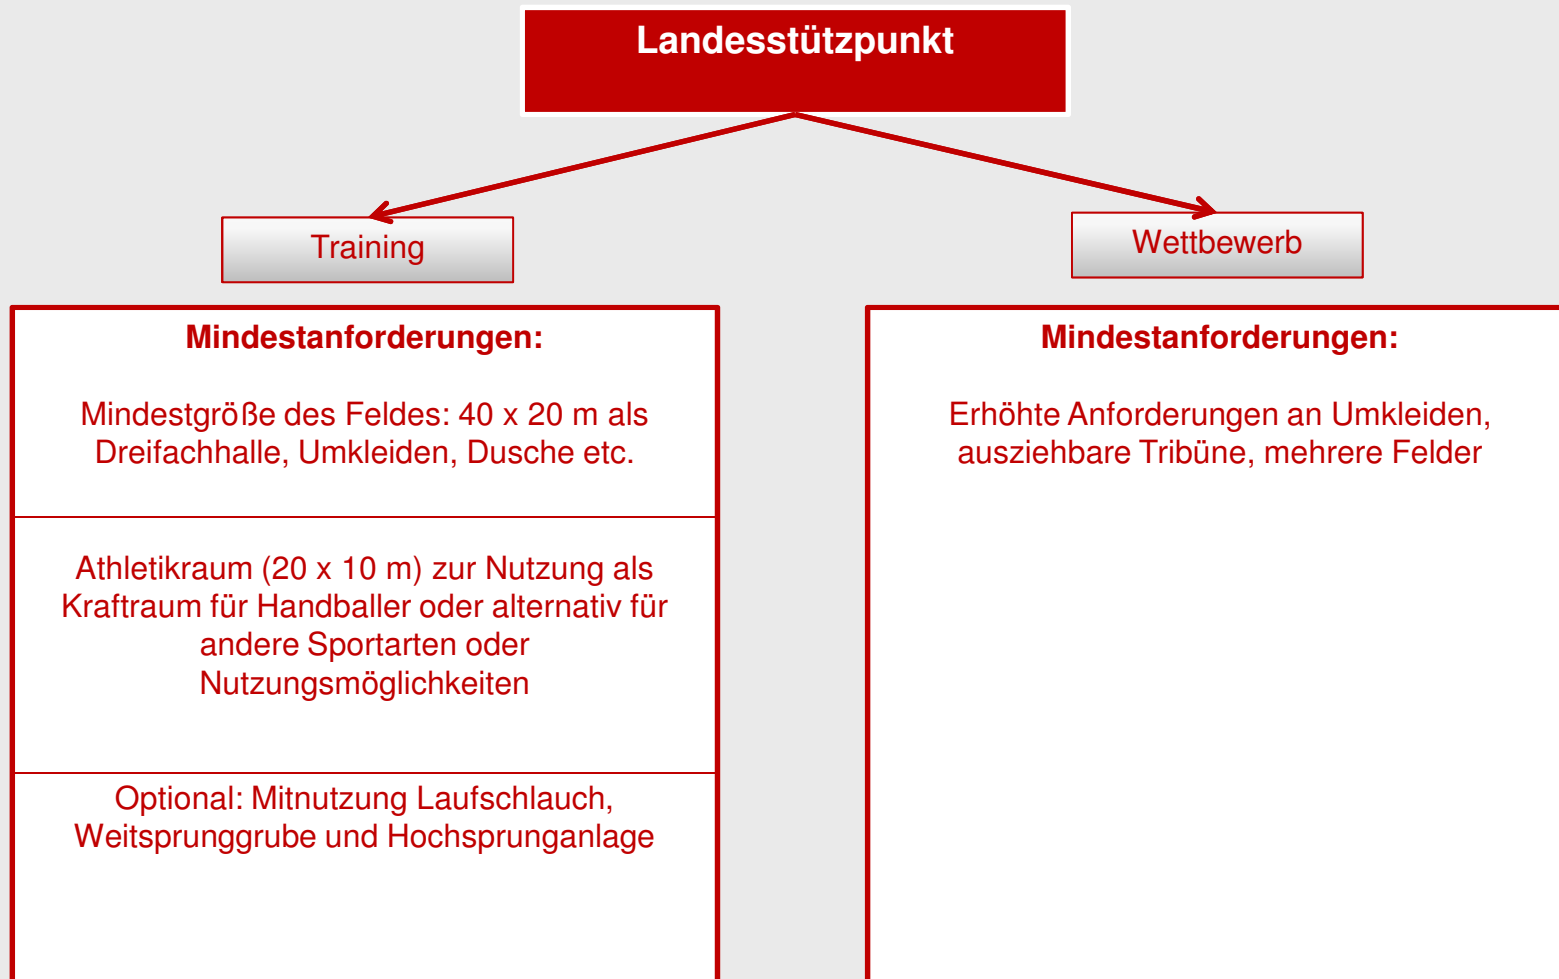 Landesstützpunkt
Training
Wettbewerb
Mindestanforderungen:
Mindestgröße des Feldes: 40 x 20 m als
Dreifachhalle, Umkleiden, Dusche etc.
Athletikraum (20 x 10 m) zur Nutzung als
Kraftraum für Handballer oder alternativ für
andere Sportarten oder
Nutzungsmöglichkeiten
Optional: Mitnutzung Laufschlauch,
Weitsprunggrube und Hochsprunganlage
Mindestanforderungen:
Erhöhte Anforderungen an Umkleiden,
ausziehbare Tribüne, mehrere Felder